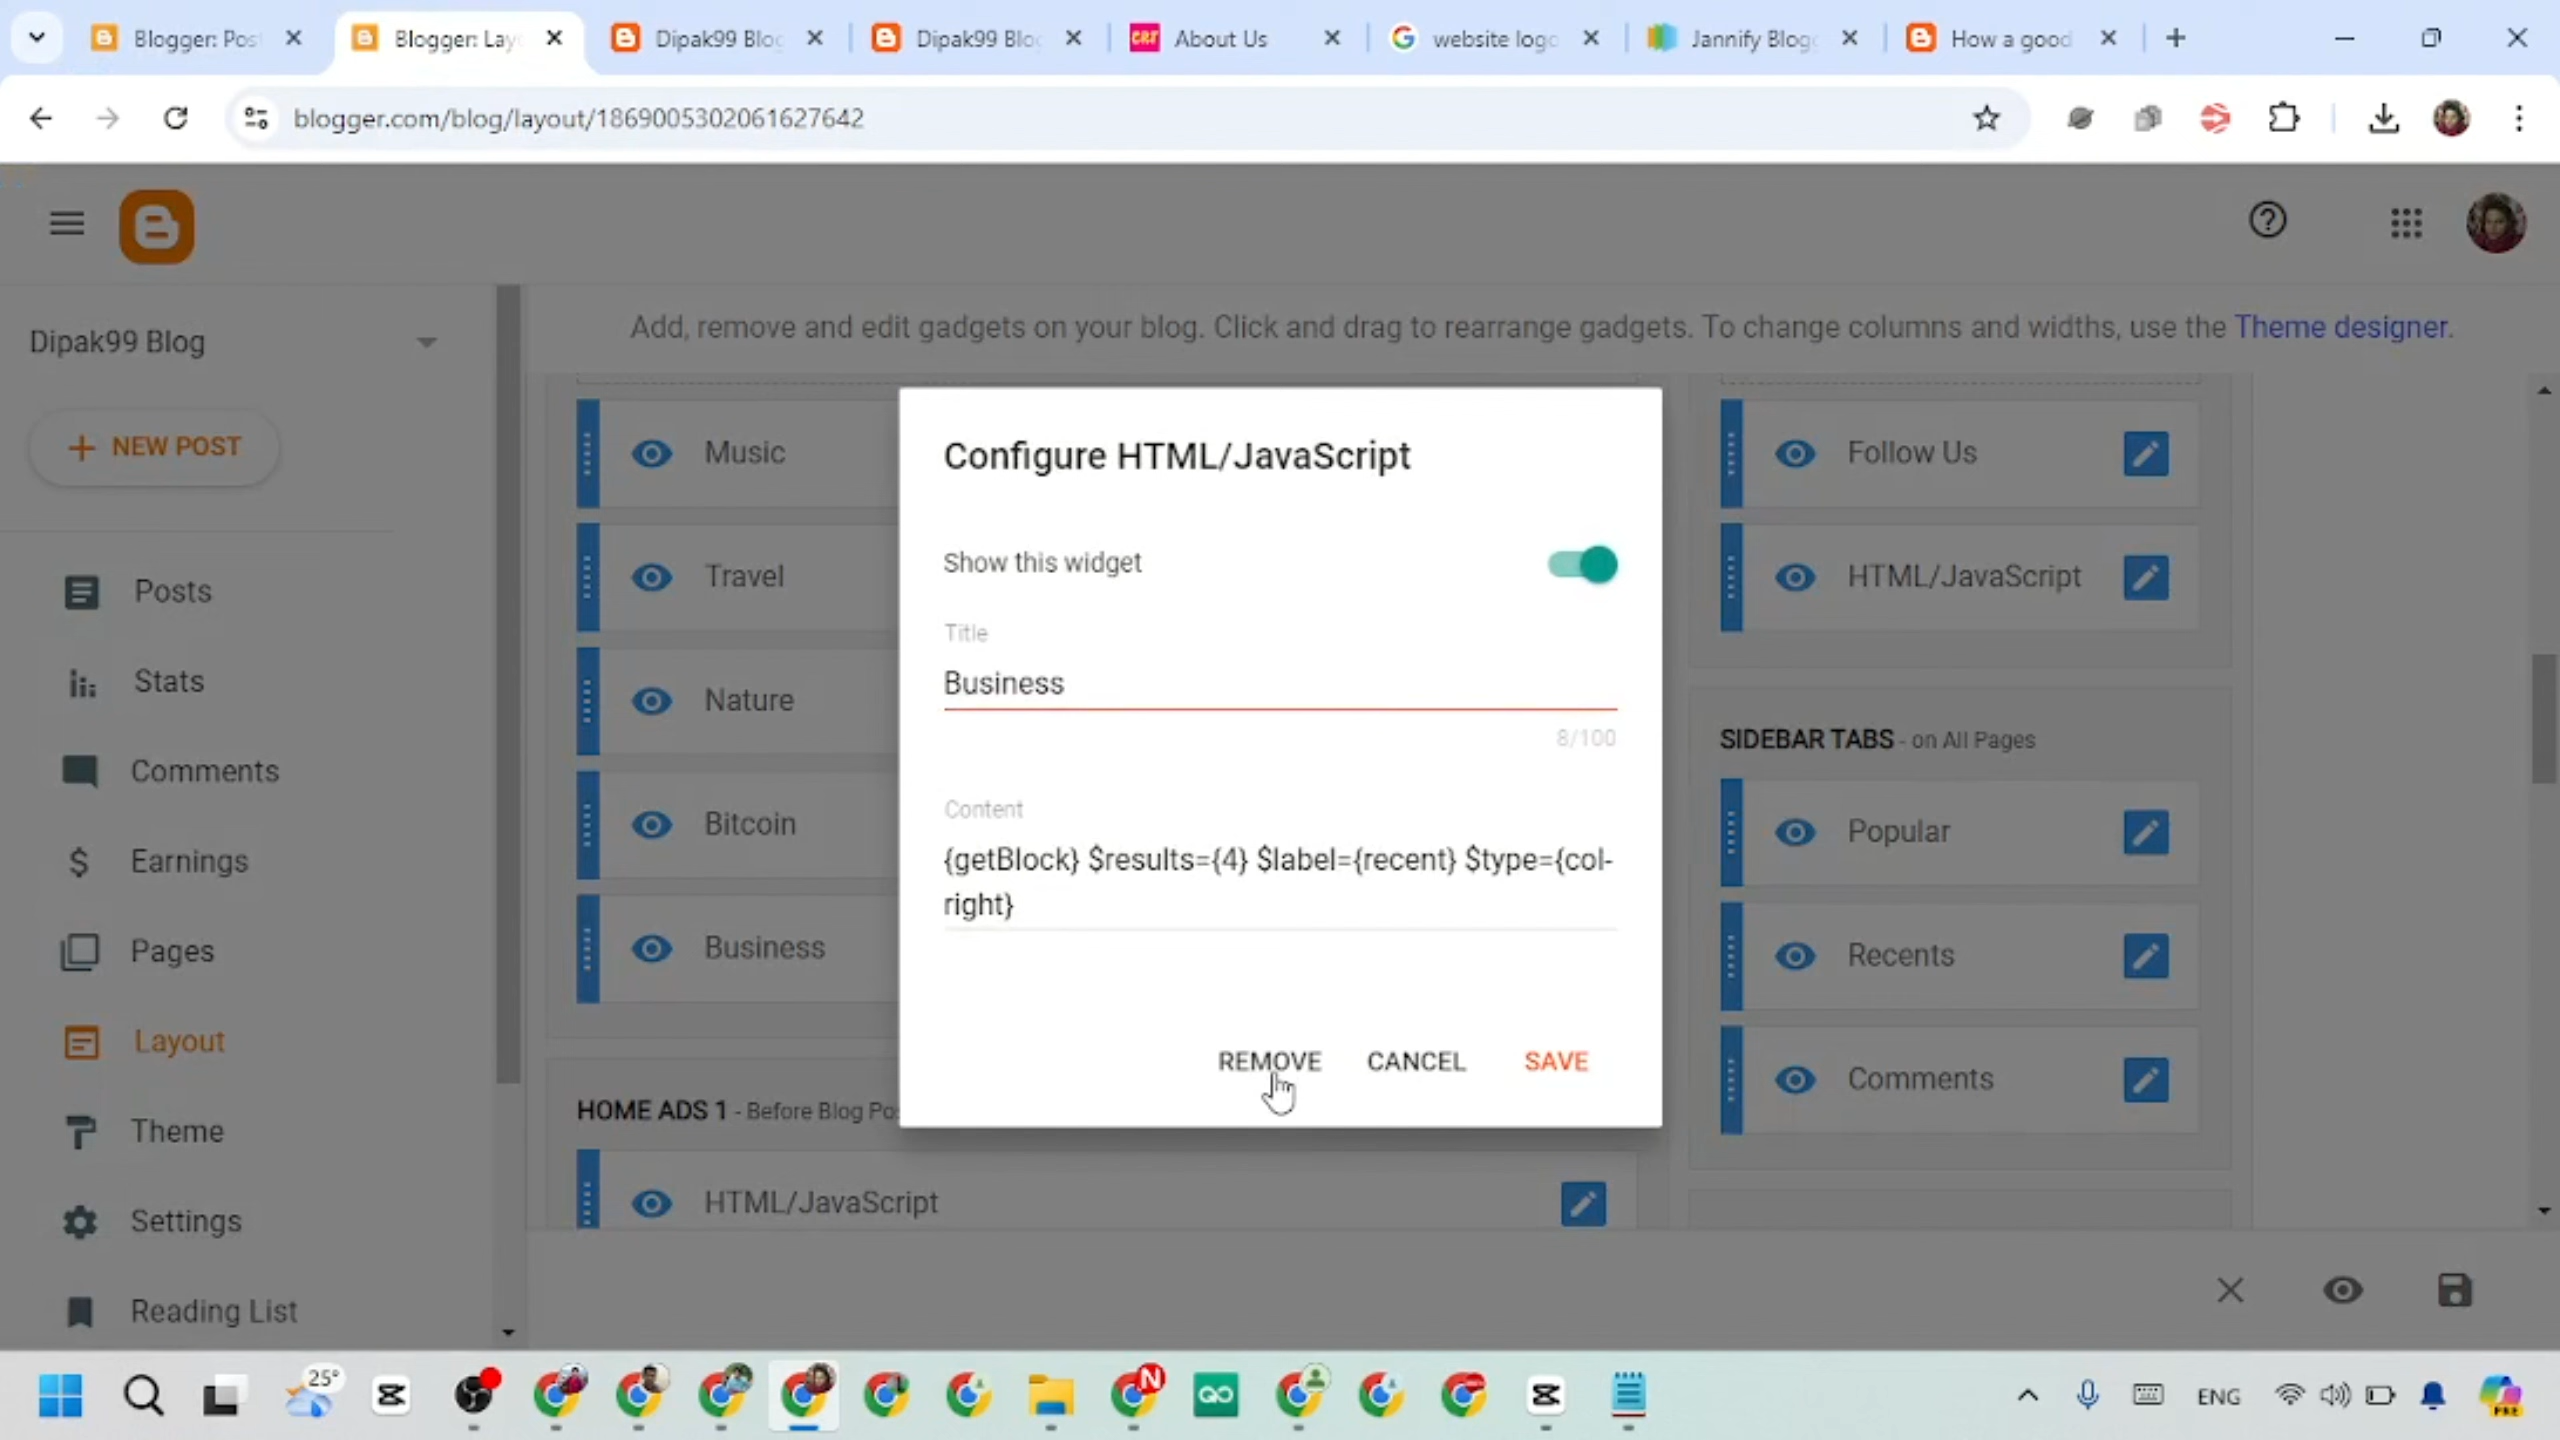 Blogger: Pos
Blogger: Lay
Dipak99 Bloc
Dipak99 Blo
About Us
website logo
Jannify Blogg
How a good
blogger.com/blog/layout/1869005302061627642
Dipak99 Blog
Add, remove and edit gadgets on your blog. Click and drag to rearrange gadgets. To change columns and widths, use the Theme designer.
NEW POST
Posts
Stats
Comments
Earnings
Pages
Layout
Theme
Settings
Reading List
Music
Travel
Nature
Bitcoin
Business
HOME ADS 1 - Before Blog Pos
HTML/JavaScript
Configure HTML/JavaScript
Show this widget
Title
Business
8/100
Content
{getBlock} $results={4} $label={recent} $type={col-
right}
REMOVE
CANCEL
SAVE
Follow Us
HTML/JavaScript
SIDEBAR TABS - on All Pages
Popular
Recents
Comments
25°
N
ENG
PRE